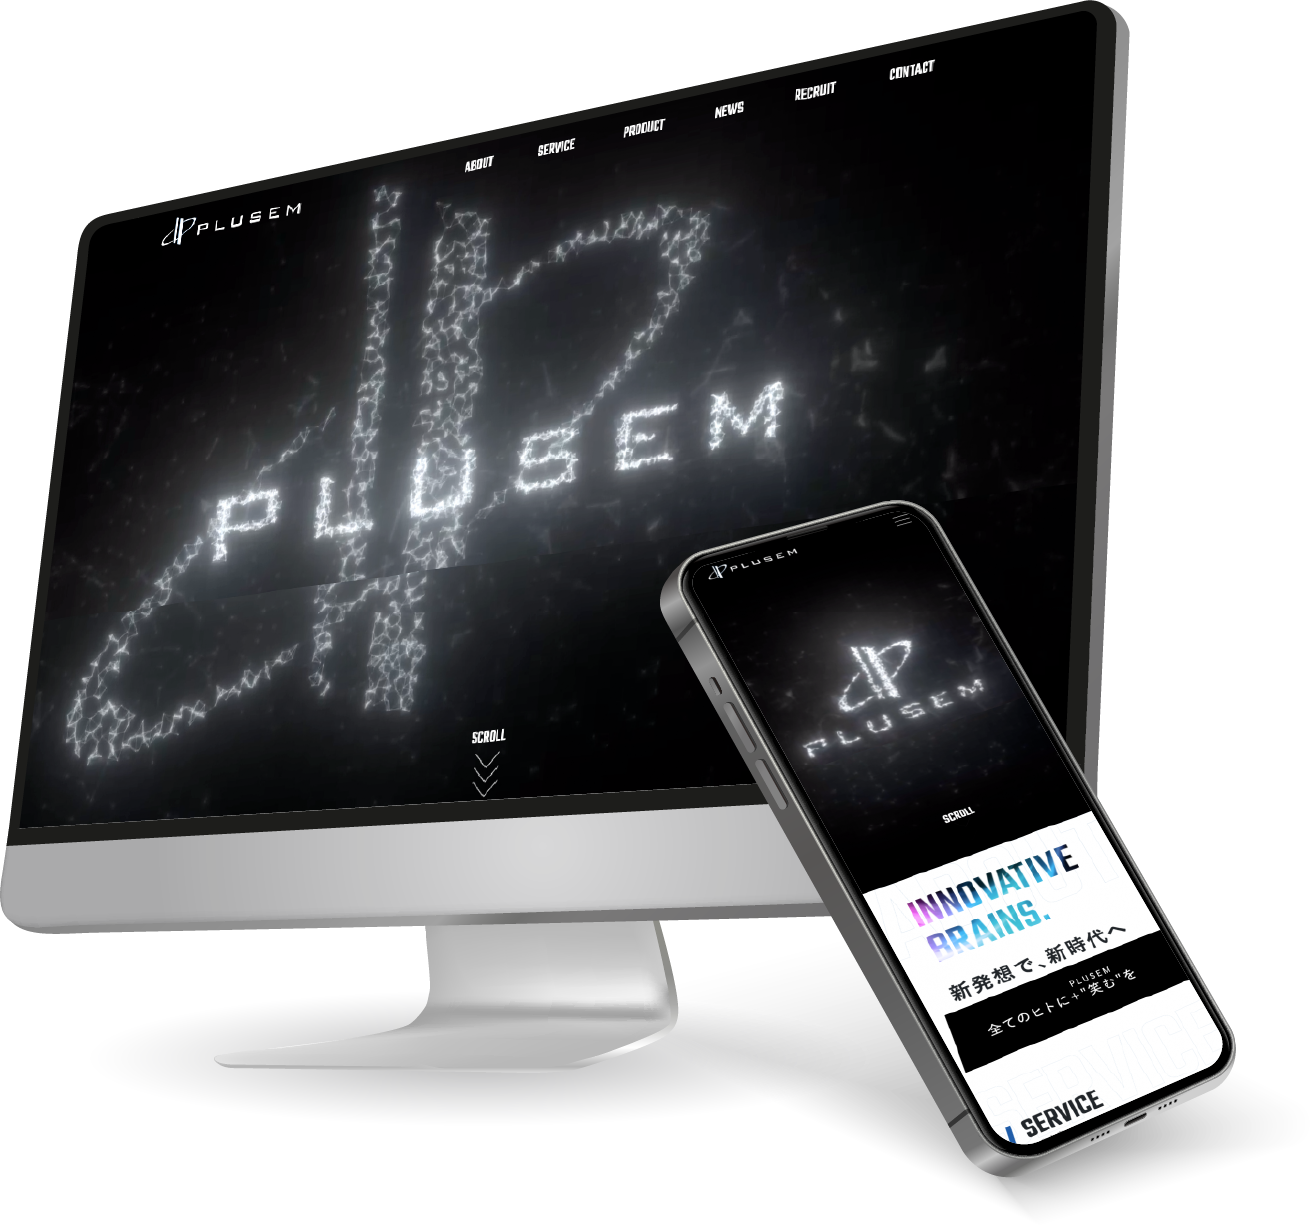 PLUSEM
ABOUT
SERVICE
PRODUCT
NEWS
RECRUIT
CONTACT
PLUSEM
SCROLL
PLUSEM
PLUSEM
SCROLL
INNOVATIVE
BRAINS.
新発想で、新時代へ
PLUSEM
全てのヒトに+"笑む"を
SERVICE
SERVICE